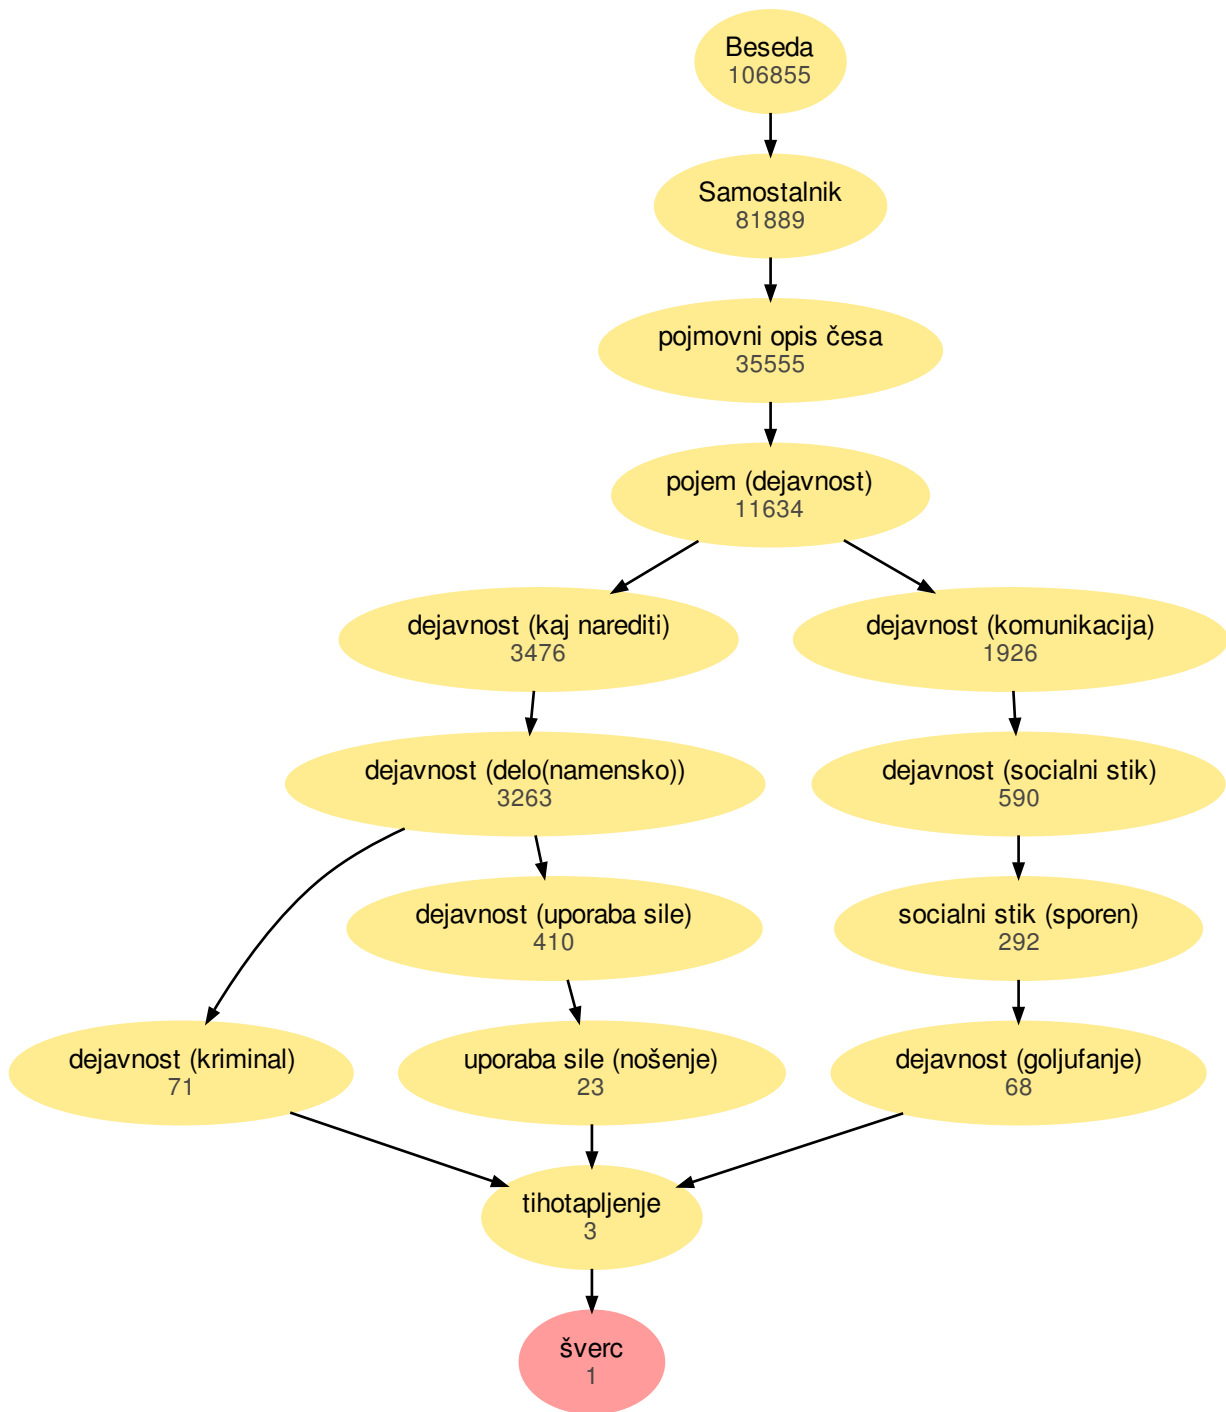 Beseda
106855
Samostalnik
81889
pojmovni opis česa
35555
pojem (dejavnost)
11634
dejavnost (kaj narediti)
3476
dejavnost (komunikacija)
1926
dejavnost (delo(namensko))
3263
dejavnost (socialni stik)
590
dejavnost (uporaba sile)
410
socialni stik (sporen)
292
dejavnost (kriminal)
71
uporaba sile (nošenje)
23
dejavnost (goljufanje)
68
tihotapljenje
3
šverc
1